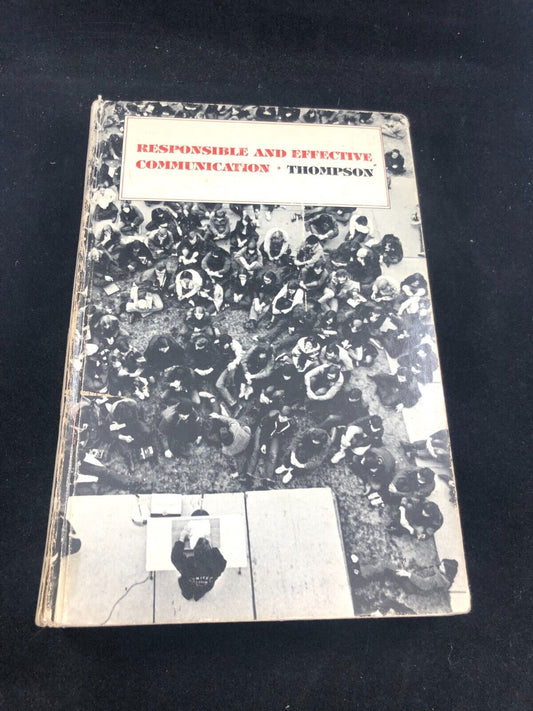 RESPONSIBLE AND EFFECTIVE
COMMUNICATION · THOMPSON